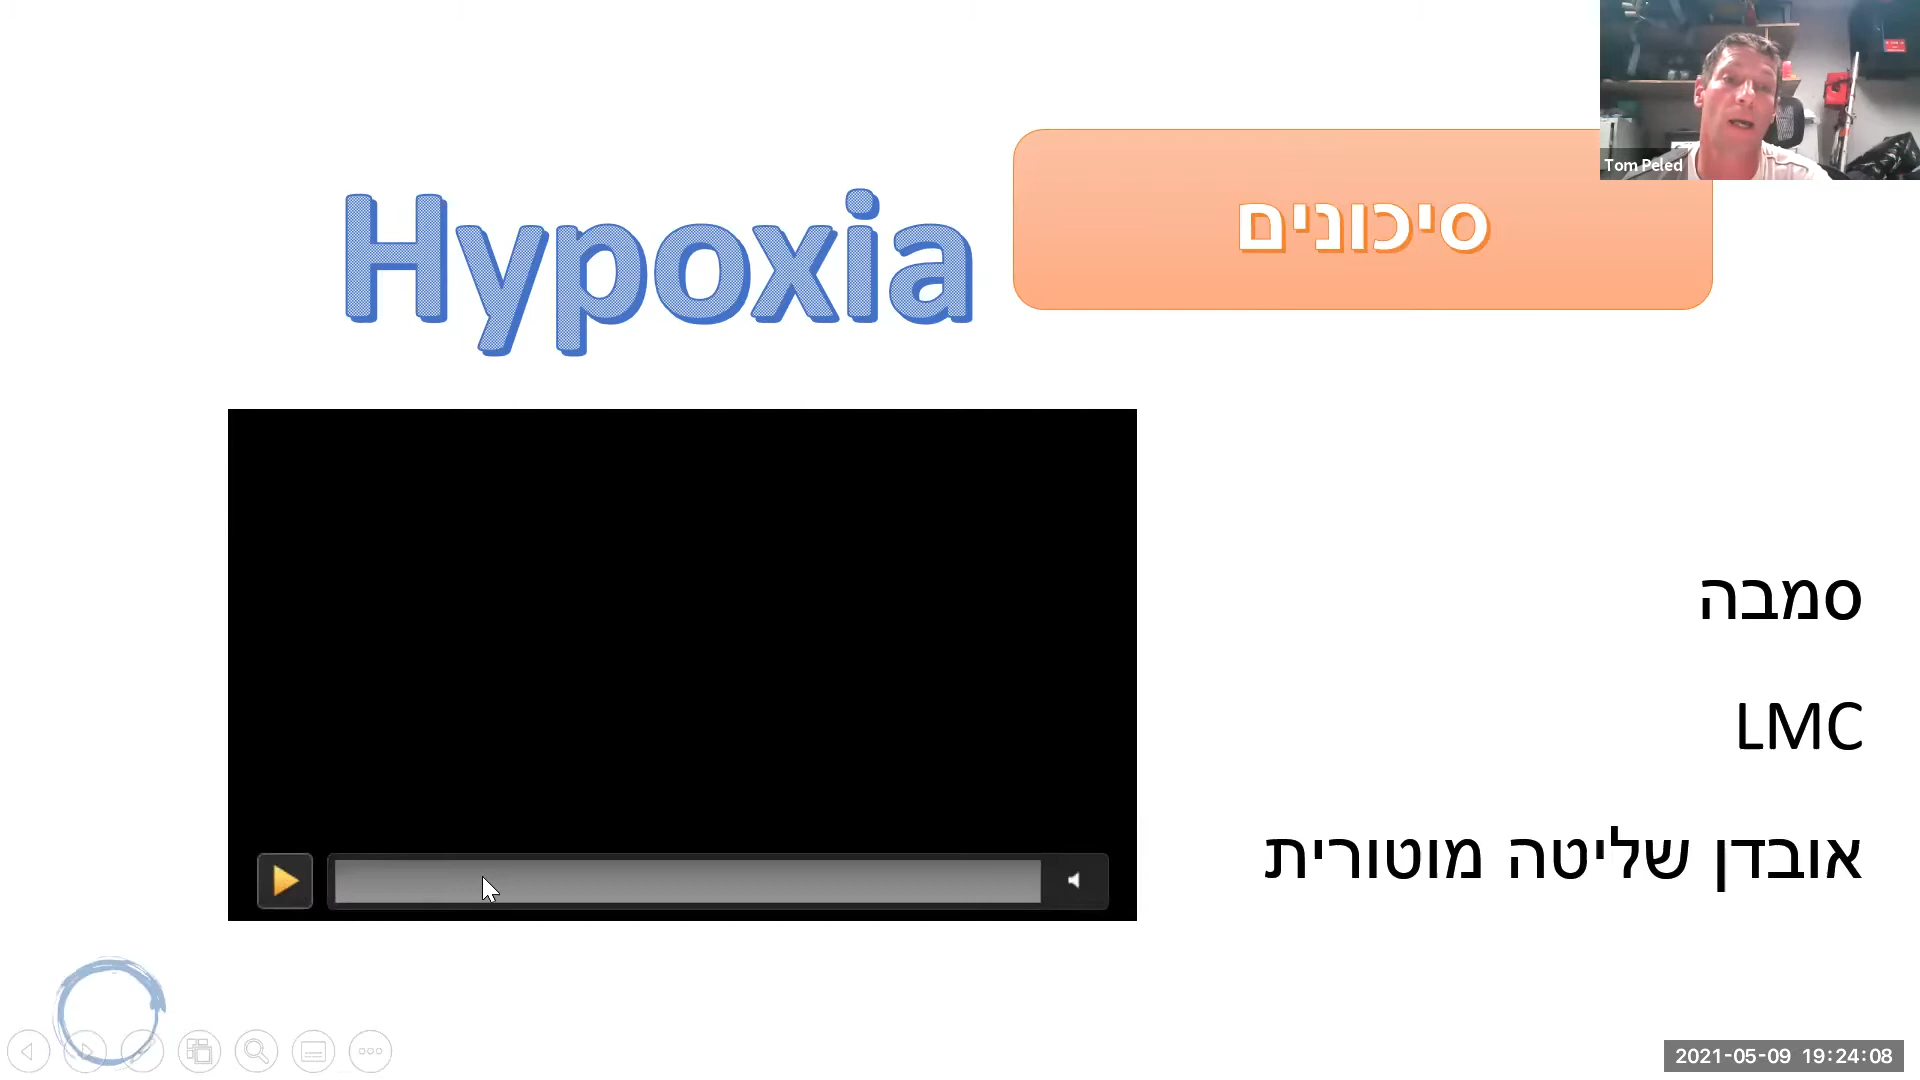 סיכונים
Hypoxia
סמבה
LMC
אובדן שליטה מוטורית
Tom Peled
2021-05-09 19:24:08